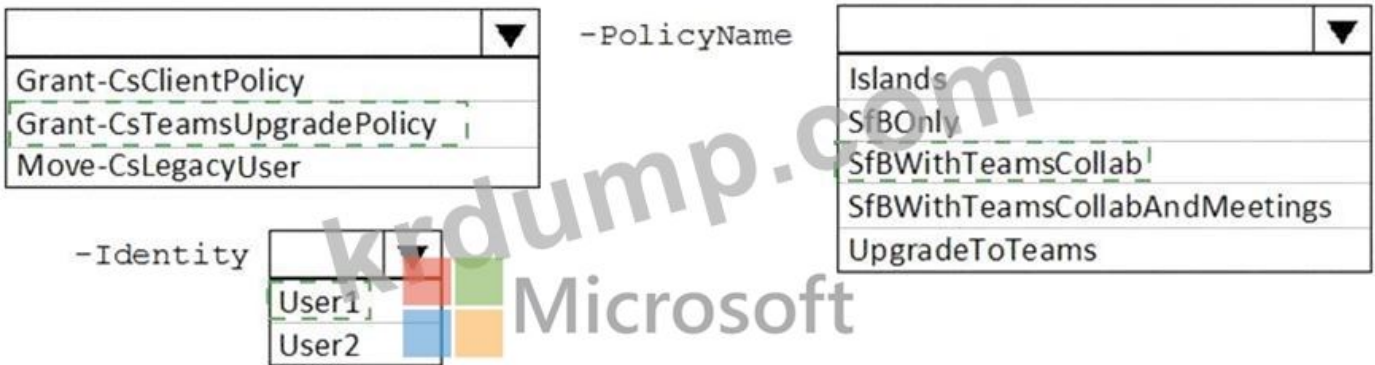 -PolicyName
Grant-CsClientPolicy
Grant-CsTeamsUpgradePolicy
Move-CsLegacyUser
Islands
SfBOnly
SfBWithTeamsCollab
SfBWithTeamsCollabAndMeetings
UpgradeToTeams
-Identity
User1
User2
krdump.com
Microsoft